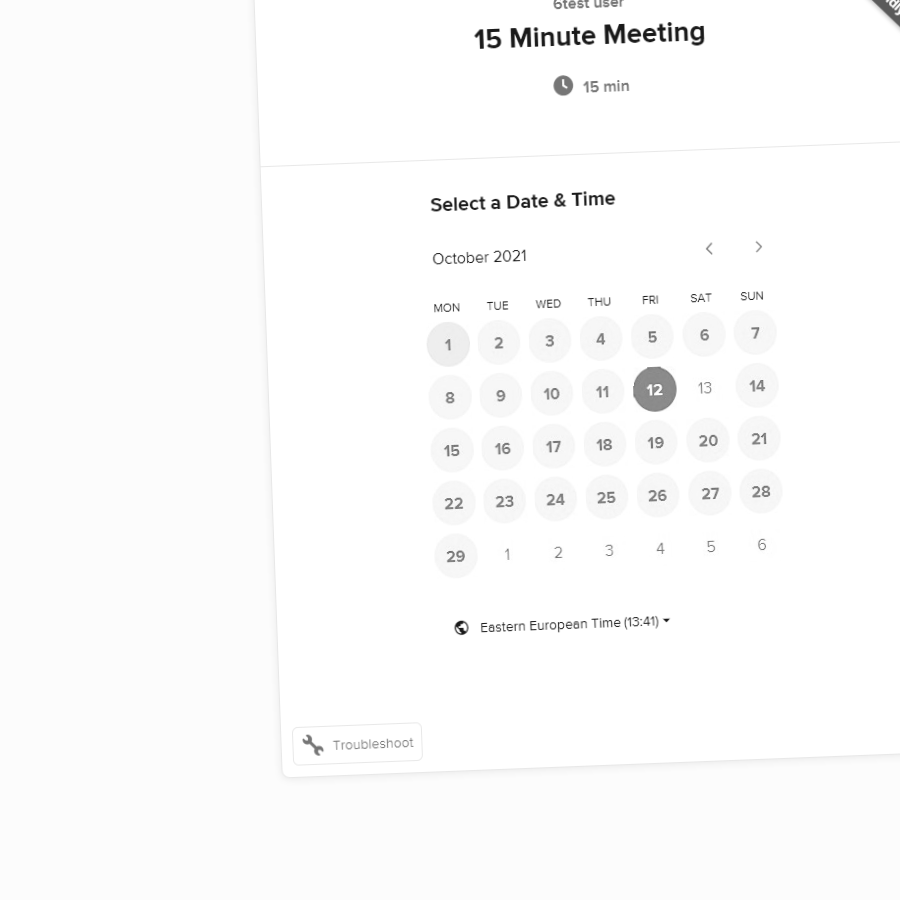 6test user
15 Minute Meeting
15 min
Select a Date & Time
October 2021
MON TUE WED THU FRI SAT SUN
1 2 3 4 5 6 7
8 9 10 11 12 13 14
15 16 17 18 19 20 21
22 23 24 25 26 27 28
29 1 2 3 4 5 6
Eastern European Time (13:41)
Troubleshoot